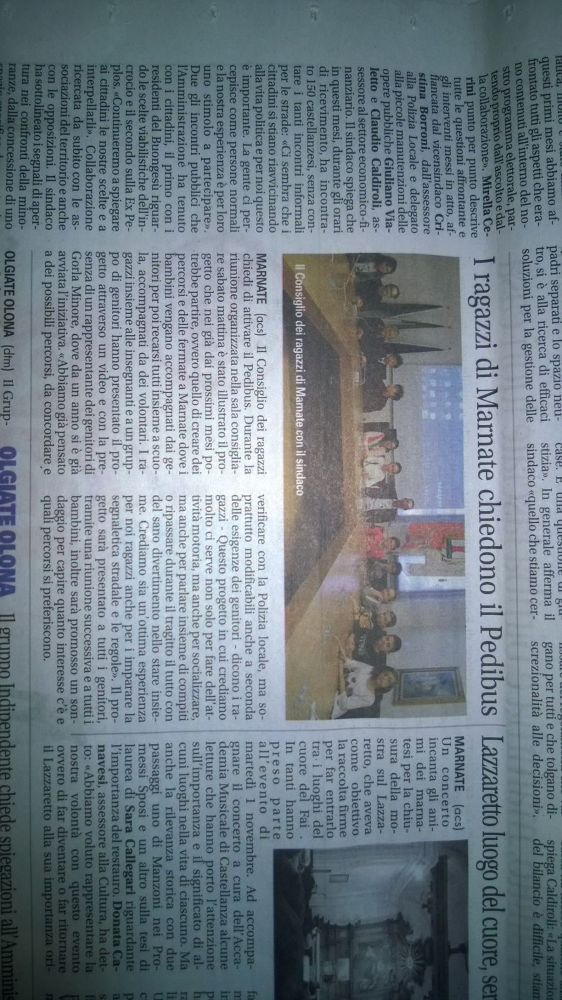 latura,
questi primi mesi abbiamo af-
frontato tutti gli aspetti che era-
no contenuti all'interno del no-
stro programma elettorale, par-
tendo proprio dall'ascolto e dal-
la collaborazione». Mirella Ce-
rini punto per punto descrive
tutte le questioni affrontante e
gli interventi messi in atto, af-
fiancata dal vicensindaco Cri-
stina Borroni, dall'assessore
alla Polizia Locale e delegato
alla piccole manutenzioni delle
opere pubbliche Giuliano Via-
letto e Claudio Caldiroli, as-
sessore al settore economico-fi-
nanziario. Il sindaco spiega che
in questi mesi, durante gli orari
di ricevimento, ha incontra-
to 150 castellanzesi, senza con-
tare i tanti incontri informali
per le strade: «Ci sembra che i
cittadini si stiano riavvicinando
alla vita politica e per noi questo
è importante. La gente ci per-
cepisce come persone normali
e la nostra esperienza è per loro
uno stimolo a partecipare».
Due gli incontri pubblici che
l'Amministrazione ha tenuto
con i cittadini, il primo con i
residenti del Buongesù riguar-
do le scelte viabilistiche dell'in-
crocio e il secondo sulla Ex Pe-
plos. «Continueremo a spiegare
ai cittadini le nostre scelte e a
interpellarli». Collaborazione
ricercata da subito con le as-
sociazioni del territorio e anche
con le opposizioni. Il sindaco
ha sottolineato i segnali di aper-
tura nei confronti della mino-
ranze, dalla concessione di uno
padri separati e lo spazio neu-
tro, si è alla ricerca di efficaci
soluzioni per la gestione delle
case. È una questione di giu-
stizia». In generale afferma il
sindaco «quello che stiamo cer-
gano per tutti e che tolgano di-
screzionalità alle decisioni».
spiega Caldiroli: «La situazio
del bilancio è difficile, stiam
I ragazzi di Marnate chiedono il Pedibus
Il Consiglio dei ragazzi di Marnate con il sindaco
MARNATE (acs) Il Consiglio dei ragazzi
chiedi di attivare il Pedibus. Durante la
riunione organizzata nella sala consiglia-
re sabato mattina è stato illustrato il pro-
getto che nei già dai prossimi mesi po-
trebbe partire, ovvero quello di creare dei
percorsi e delle fermate a Marnate dove i
bambini vengano accompagnati dai ge-
nitori per poi recarsi tutti insieme a scuo-
la, accompagnati da dei volontari. I ra-
gazzi insieme alle insegnanti e a un grup-
po di genitori hanno presentato il pro-
getto attraverso un video e con la pre-
senza di un rappresentante dei genitori di
Gorla Minore, dove da un anno si è già
avviata l'iniziativa. «Abbiamo già pensato
a dei possibili percorsi, da concordare e
verificare con la Polizia locale, ma so-
prattutto modificabili anche a seconda
delle esigenze dei genitori - dicono i ra-
gazzi - Questo progetto in cui crediamo
molto ci serve non solo per fare dell'at-
tività motoria, ma anche per socializzare,
ma anche per parlare insieme di compiti
o ripassare durante il tragitto il tutto con
del sano divertimento nello stare insie-
me. Crediamo sia un'ottima esperienza
per noi ragazzi anche per i imparare la
segnaletica stradale e le regole». Il pro-
getto sarà presentato a tutti i genitori,
tramite una riunione successiva e a tutti i
bambini, inoltre sarà promosso un son-
daggio per capire quanto interesse c'è e
quali percorsi si preferiscono.
Lazzaretto luogo del cuore, ser
MARNATE (acs)
Un concerto
incanta gli ani-
mi dei marna-
tesi per la chiu-
sura della mo-
stra sul Lazza-
retto, che aveva
come obiettivo
la raccolta firme
per far entrarlo
tra i luoghi del
cuore del Fai .
In tanti hanno
preso parte
all'evento di
martedì 1 novembre. Ad accompa-
gnare il concerto a cura dell'Acca-
demia Musicale di Castellanza alcune
letture che hanno porto l'attenzione
sull'importanza e il significato di al-
cuni luoghi nella vita di ciascuno. Ma
anche la rilevanza storica con due
passaggi uno di Manzoni nei Pro-
messi Sposi e un altro sulla tesi di
laurea di Sara Callegari riguardante
l'importanza del restauro. Donata Ca-
navesi, assessore alla Cultura, ha det-
to: «Abbiamo voluto rappresentare la
nostra volontà con questo evento
ovvero di far diventare o far ritornare
il Lazzaretto alla sua importanza ori-
OLGIATE OLONA (dtm) Il Grup-
OLGIATE OLONA Il gruppo Indipendente chiede spiegazioni all'Amminis